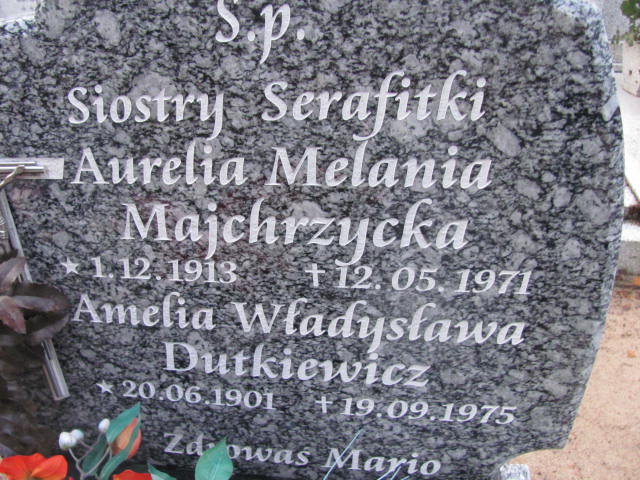 Ś.p.
Siostry Serafitki
Aurelia Melania
Majchrzycka
★ 1.12.1913 † 12.05.1971
Amelia Władysława
Dutkiewicz
★ 20.06.1901 † 19.09.1975
Zdrowaś Mario